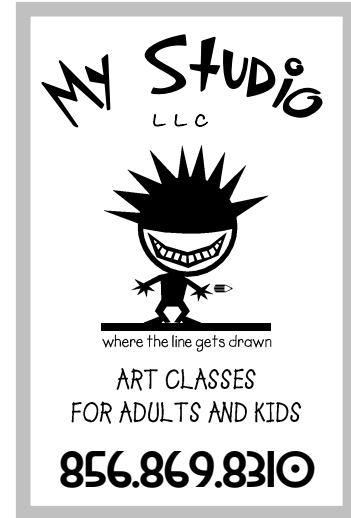 My Studio
LLC
where the line gets drawn
ART CLASSES
FOR ADULTS AND KIDS
856.869.8310